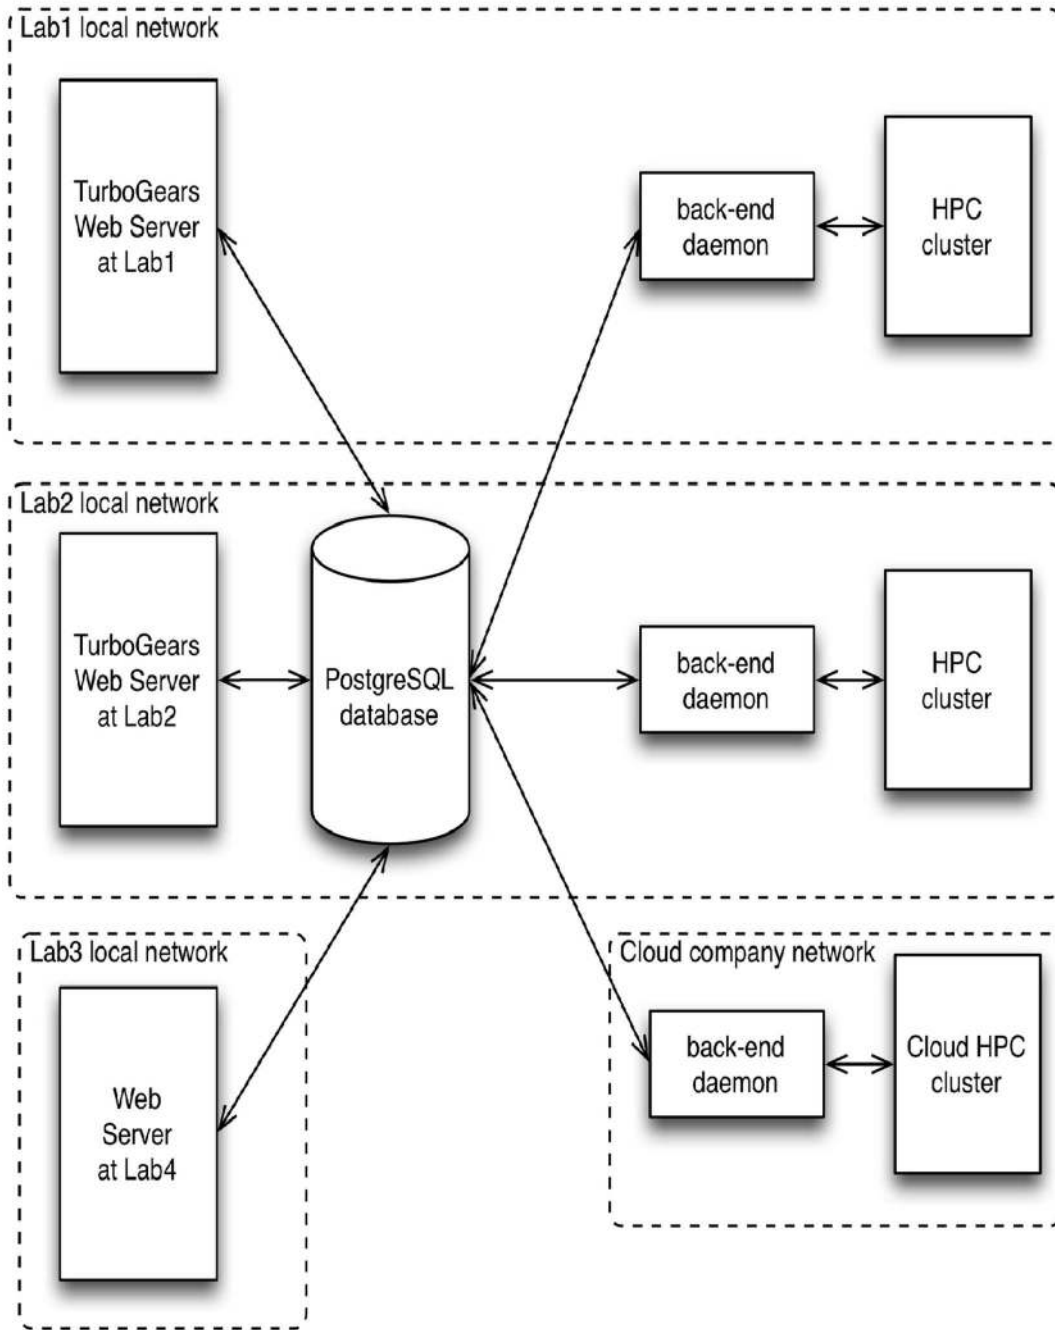 Lab1 local network
TurboGears
Web Server
at Lab1
back-end
daemon
HPC
cluster
Lab2 local network
TurboGears
Web Server
at Lab2
PostgreSQL
database
back-end
daemon
HPC
cluster
Lab3 local network
Web
Server
at Lab4
Cloud company network
back-end
daemon
Cloud HPC
cluster